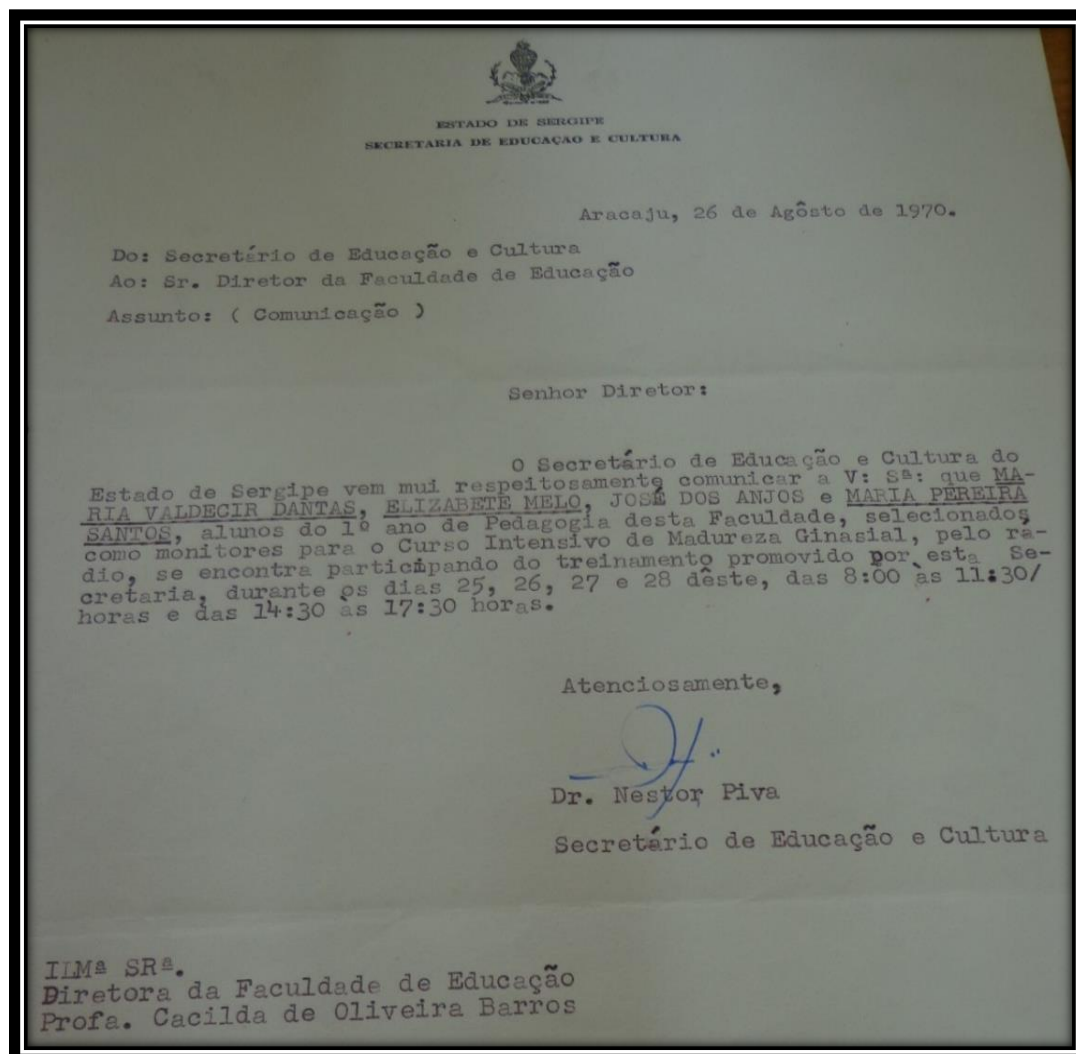 ESTADO DE SERGIPE
SECRETARIA DE EDUCAÇAO E CULTURA
Aracaju, 26 de Agôsto de 1970.
Do: Secretário de Educação e Cultura
Ao: Sr. Diretor da Faculdade de Educação
Assunto: ( Comunicação )
Senhor Diretor:
O Secretário de Educação e Cultura do
Estado de Sergipe vem mui respeitosamente comunicar a V: Sª: que MA-
RIA VALDECIR DANTAS, ELIZABETE MELO, JOSÉ DOS ANJOS e MARIA PEREIRA
SANTOS, alunos do 1º ano de Pedagogia desta Faculdade, selecionados
como monitores para o Curso Intensivo de Madureza Ginasial, pelo rá-
dio, se encontra participando do treinamento promovido por esta Se-
cretaria, durante os dias 25, 26, 27 e 28 dêste, das 8:00 às 11:30/
horas e das 14:30 às 17:30 horas.
Atenciosamente,
Dr. Nestor Piva
Secretário de Educação e Cultura
ILMª SRª.
Diretora da Faculdade de Educação
Profa. Cacilda de Oliveira Barros